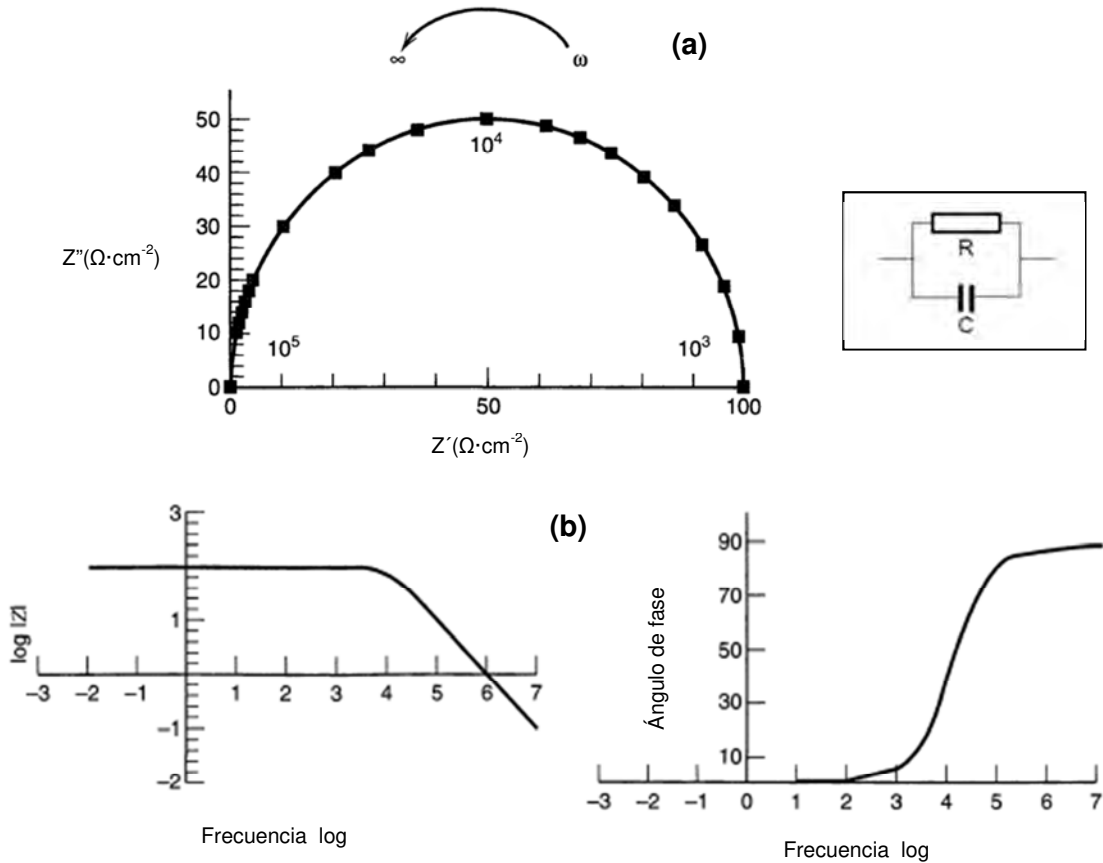 (a)
∞ ω
50
40
30
20
10
0
Z”(Ω·cm⁻²)
10⁴
10⁵
10³
0 50 100
Z´(Ω·cm⁻²)
R
C
(b)
3
1
−1
−2
log |Z|
−3 −2 −1 0 1 2 3 4 5 6 7
Frecuencia log
90
70
50
30
10
Ángulo de fase
−3 −2 −1 0 1 2 3 4 5 6 7
Frecuencia log